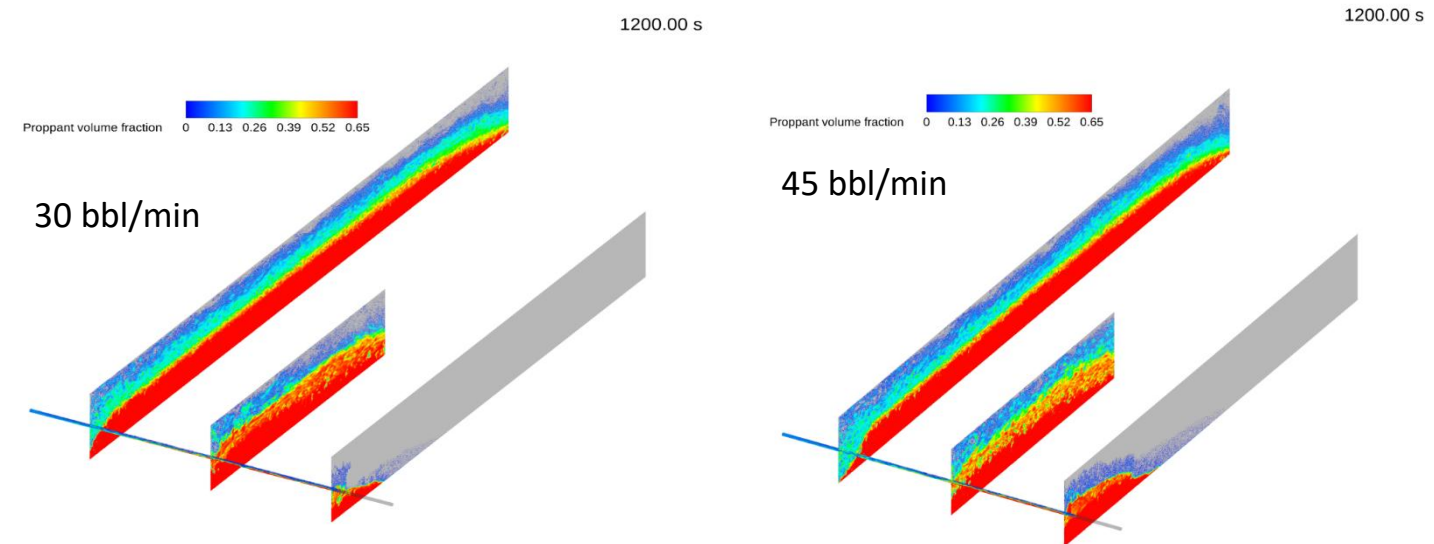 1200.00 s
Proppant volume fraction 0 0.13 0.26 0.39 0.52 0.65
30 bbl/min
1200.00 s
Proppant volume fraction 0 0.13 0.26 0.39 0.52 0.65
45 bbl/min